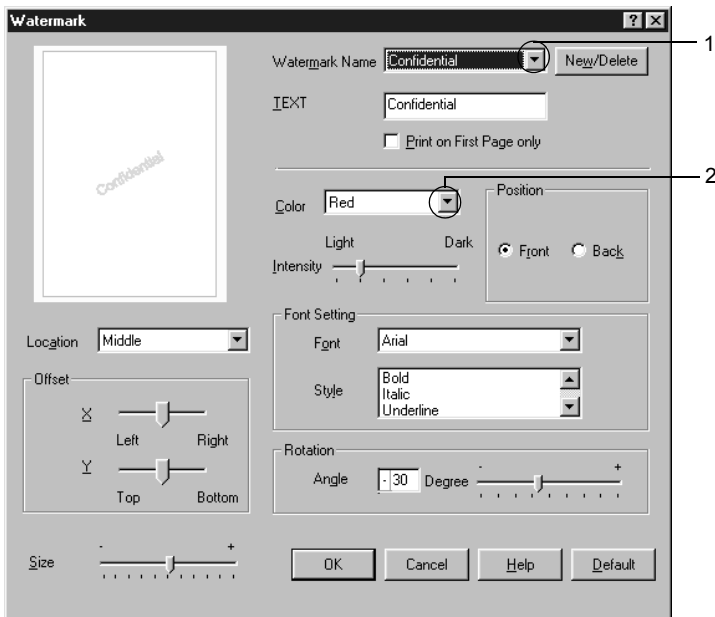 Watermark
? X
1
Watermark Name Confidential New/Delete
TEXT Confidential
Print on First Page only
Confidential
2
Color Red
Position
Front Back
Light Dark
Intensity
Location Middle
Font Setting
Font Arial
Style Bold
Italic
Underline
Offset
X
Left Right
Y
Top Bottom
Rotation
Angle -30 Degree - +
Size - +
OK Cancel Help Default